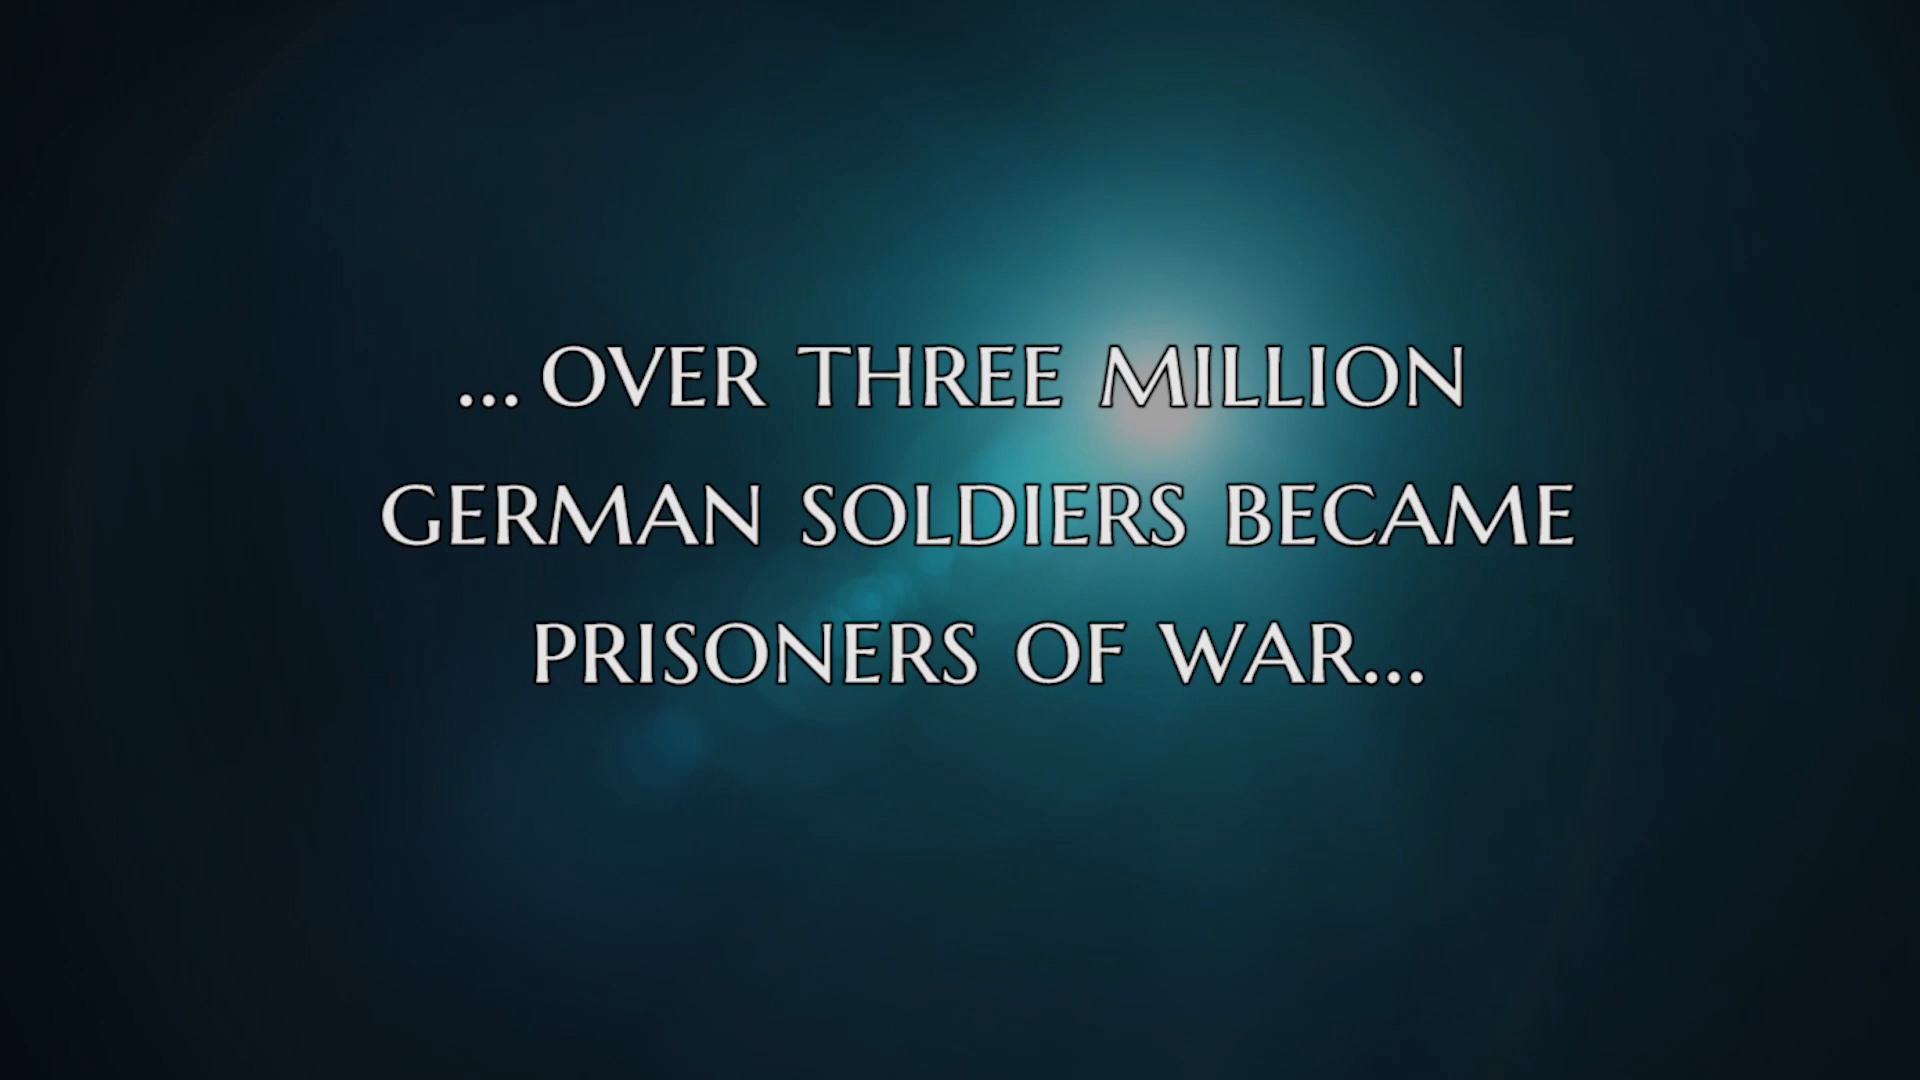 ... OVER THREE MILLION
GERMAN SOLDIERS BECAME
PRISONERS OF WAR...